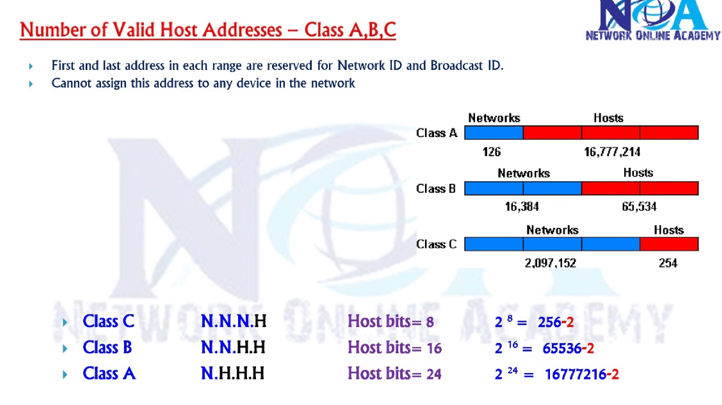 NOA
NETWORK ONLINE ACADEMY
Number of Valid Host Addresses – Class A,B,C
First and last address in each range are reserved for Network ID and Broadcast ID.
Cannot assign this address to any device in the network
Networks Hosts
Class A
126 16,777,214
Networks Hosts
Class B
16,384 65,534
Networks Hosts
Class C
2,097,152 254
Class C N.N.N.H Host bits= 8 2 8 = 256-2
Class B N.N.H.H Host bits= 16 2 16 = 65536-2
Class A N.H.H.H Host bits= 24 2 24 = 16777216-2
NETWORK ONLINE ACADEMY